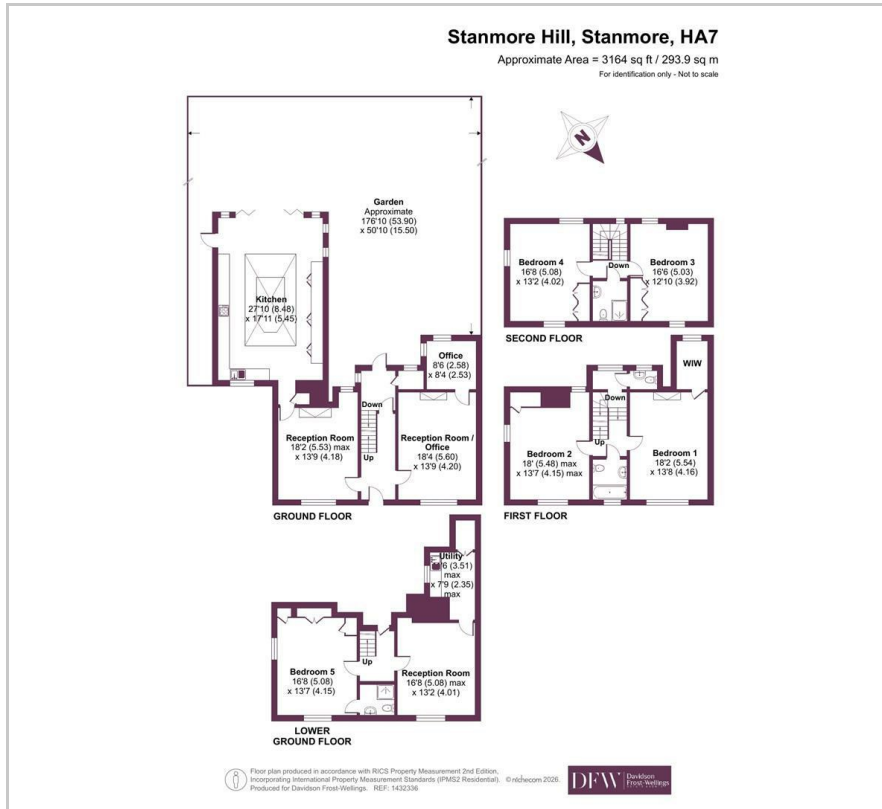 Stanmore Hill, Stanmore, HA7
Approximate Area = 3164 sq ft / 293.9 sq m
For identification only - Not to scale
N
Garden
Approximate
176'10 (53.90)
x 50'10 (15.50)
Kitchen
27'10 (8.48)
x 17'11 (5.45)
Office
8'6 (2.58)
x 8'4 (2.53)
Down
Reception Room
18'2 (5.53) max
x 13'9 (4.18)
Up
Reception Room /
Office
18'4 (5.60)
x 13'9 (4.20)
GROUND FLOOR
Bedroom 4
16'8 (5.08)
x 13'2 (4.02)
Down
Bedroom 3
16'6 (5.03)
x 12'10 (3.92)
SECOND FLOOR
WIW
Down
Bedroom 2
18' (5.48) max
x 13'7 (4.15) max
Up
Bedroom 1
18'2 (5.54)
x 13'8 (4.16)
FIRST FLOOR
Utility
(3.51)
max
x 7'9 (2.35)
max
Up
Bedroom 5
16'8 (5.08)
x 13'7 (4.15)
Reception Room
16'8 (5.08) max
x 13'2 (4.01)
LOWER
GROUND FLOOR
Floor plan produced in accordance with RICS Property Measurement 2nd Edition,
Incorporating International Property Measurement Standards (IPMS2 Residential). © nichecom 2026.
Produced for Davidson Frost-Wellings. REF: 1432336
DFW
Davidson
Frost-Wellings